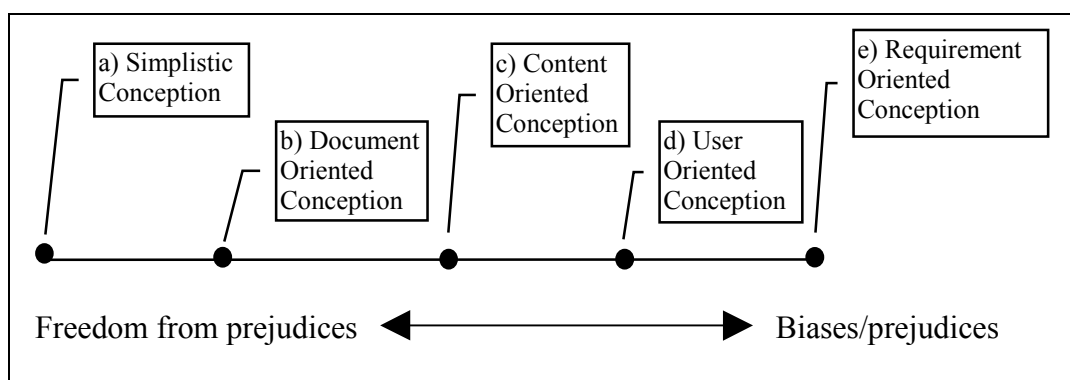 a) Simplistic
Conception
b) Document
Oriented
Conception
c) Content
Oriented
Conception
d) User
Oriented
Conception
e) Requirement
Oriented
Conception
Freedom from prejudices
Biases/prejudices